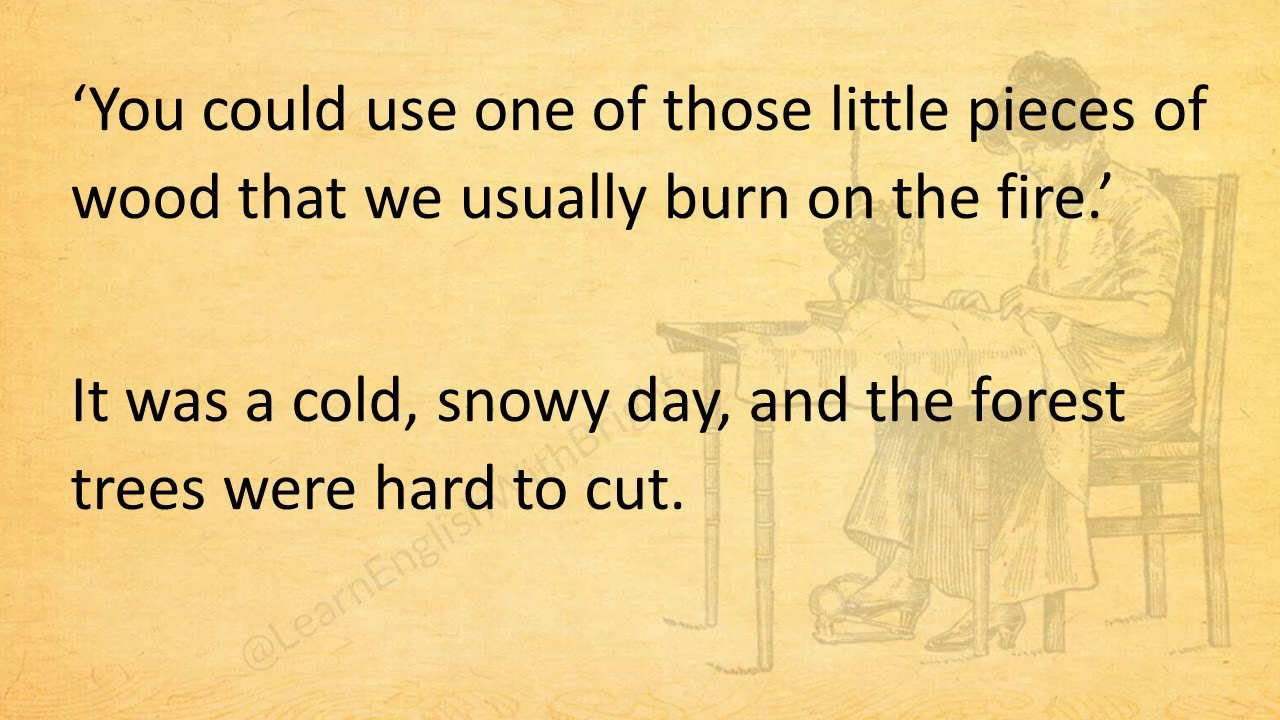 ‘You could use one of those little pieces of
wood that we usually burn on the fire.’
It was a cold, snowy day, and the forest
trees were hard to cut.